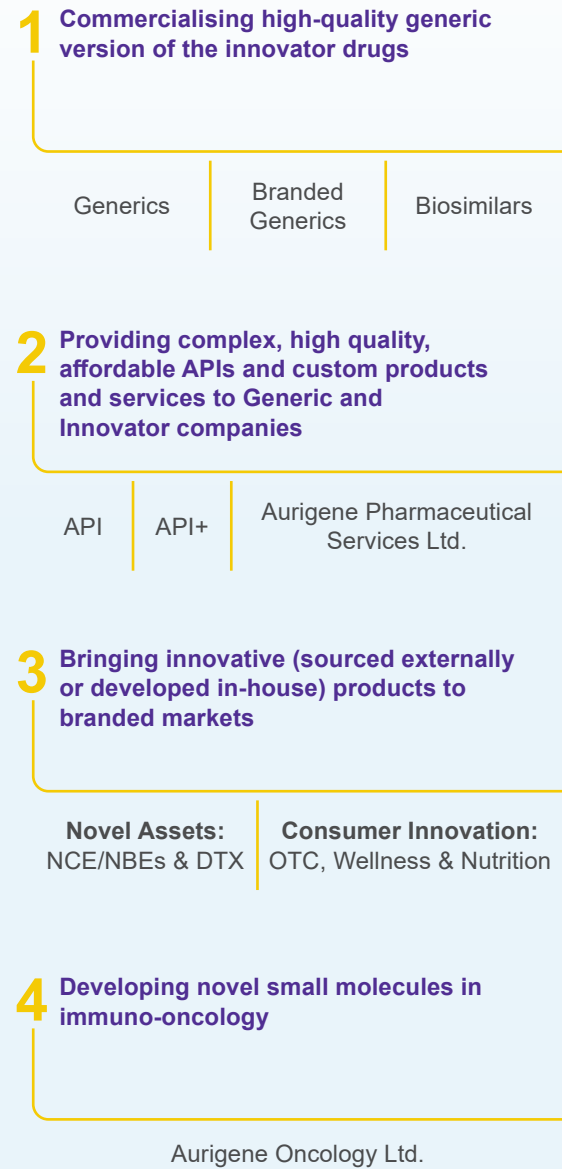 1
Commercialising high-quality generic
version of the innovator drugs
Generics
Branded
Generics
Biosimilars
2
Providing complex, high quality,
affordable APIs and custom products
and services to Generic and
Innovator companies
API
API+
Aurigene Pharmaceutical
Services Ltd.
3
Bringing innovative (sourced externally
or developed in-house) products to
branded markets
Novel Assets:
NCE/NBEs & DTX
Consumer Innovation:
OTC, Wellness & Nutrition
4
Developing novel small molecules in
immuno-oncology
Aurigene Oncology Ltd.